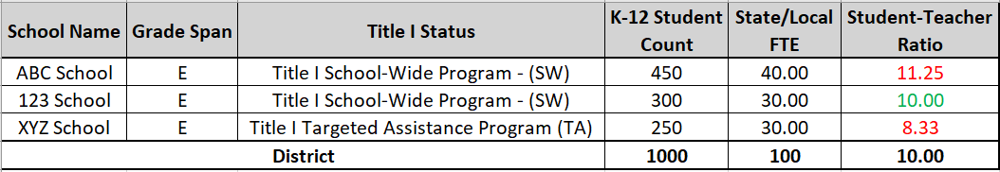 School Name Grade Span Title I Status K-12 Student Count State/Local FTE Student-Teacher Ratio
ABC School E Title I School-Wide Program - (SW) 450 40.00 11.25
123 School E Title I School-Wide Program - (SW) 300 30.00 10.00
XYZ School E Title I Targeted Assistance Program (TA) 250 30.00 8.33
District 1000 100 10.00